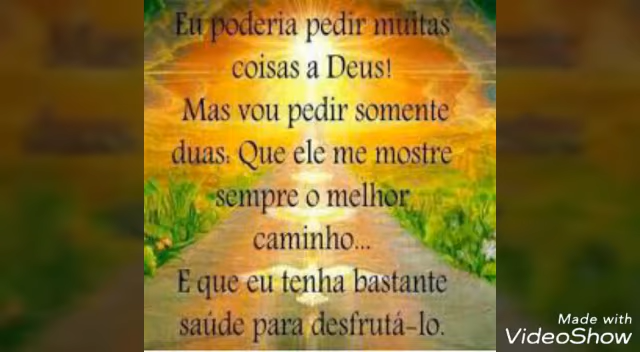 Eu poderia pedir muitas
coisas a Deus!
Mas vou pedir somente
duas: Que ele me mostre
sempre o melhor
caminho...
E que eu tenha bastante
saúde para desfrutá-lo.
Made with
VideoShow